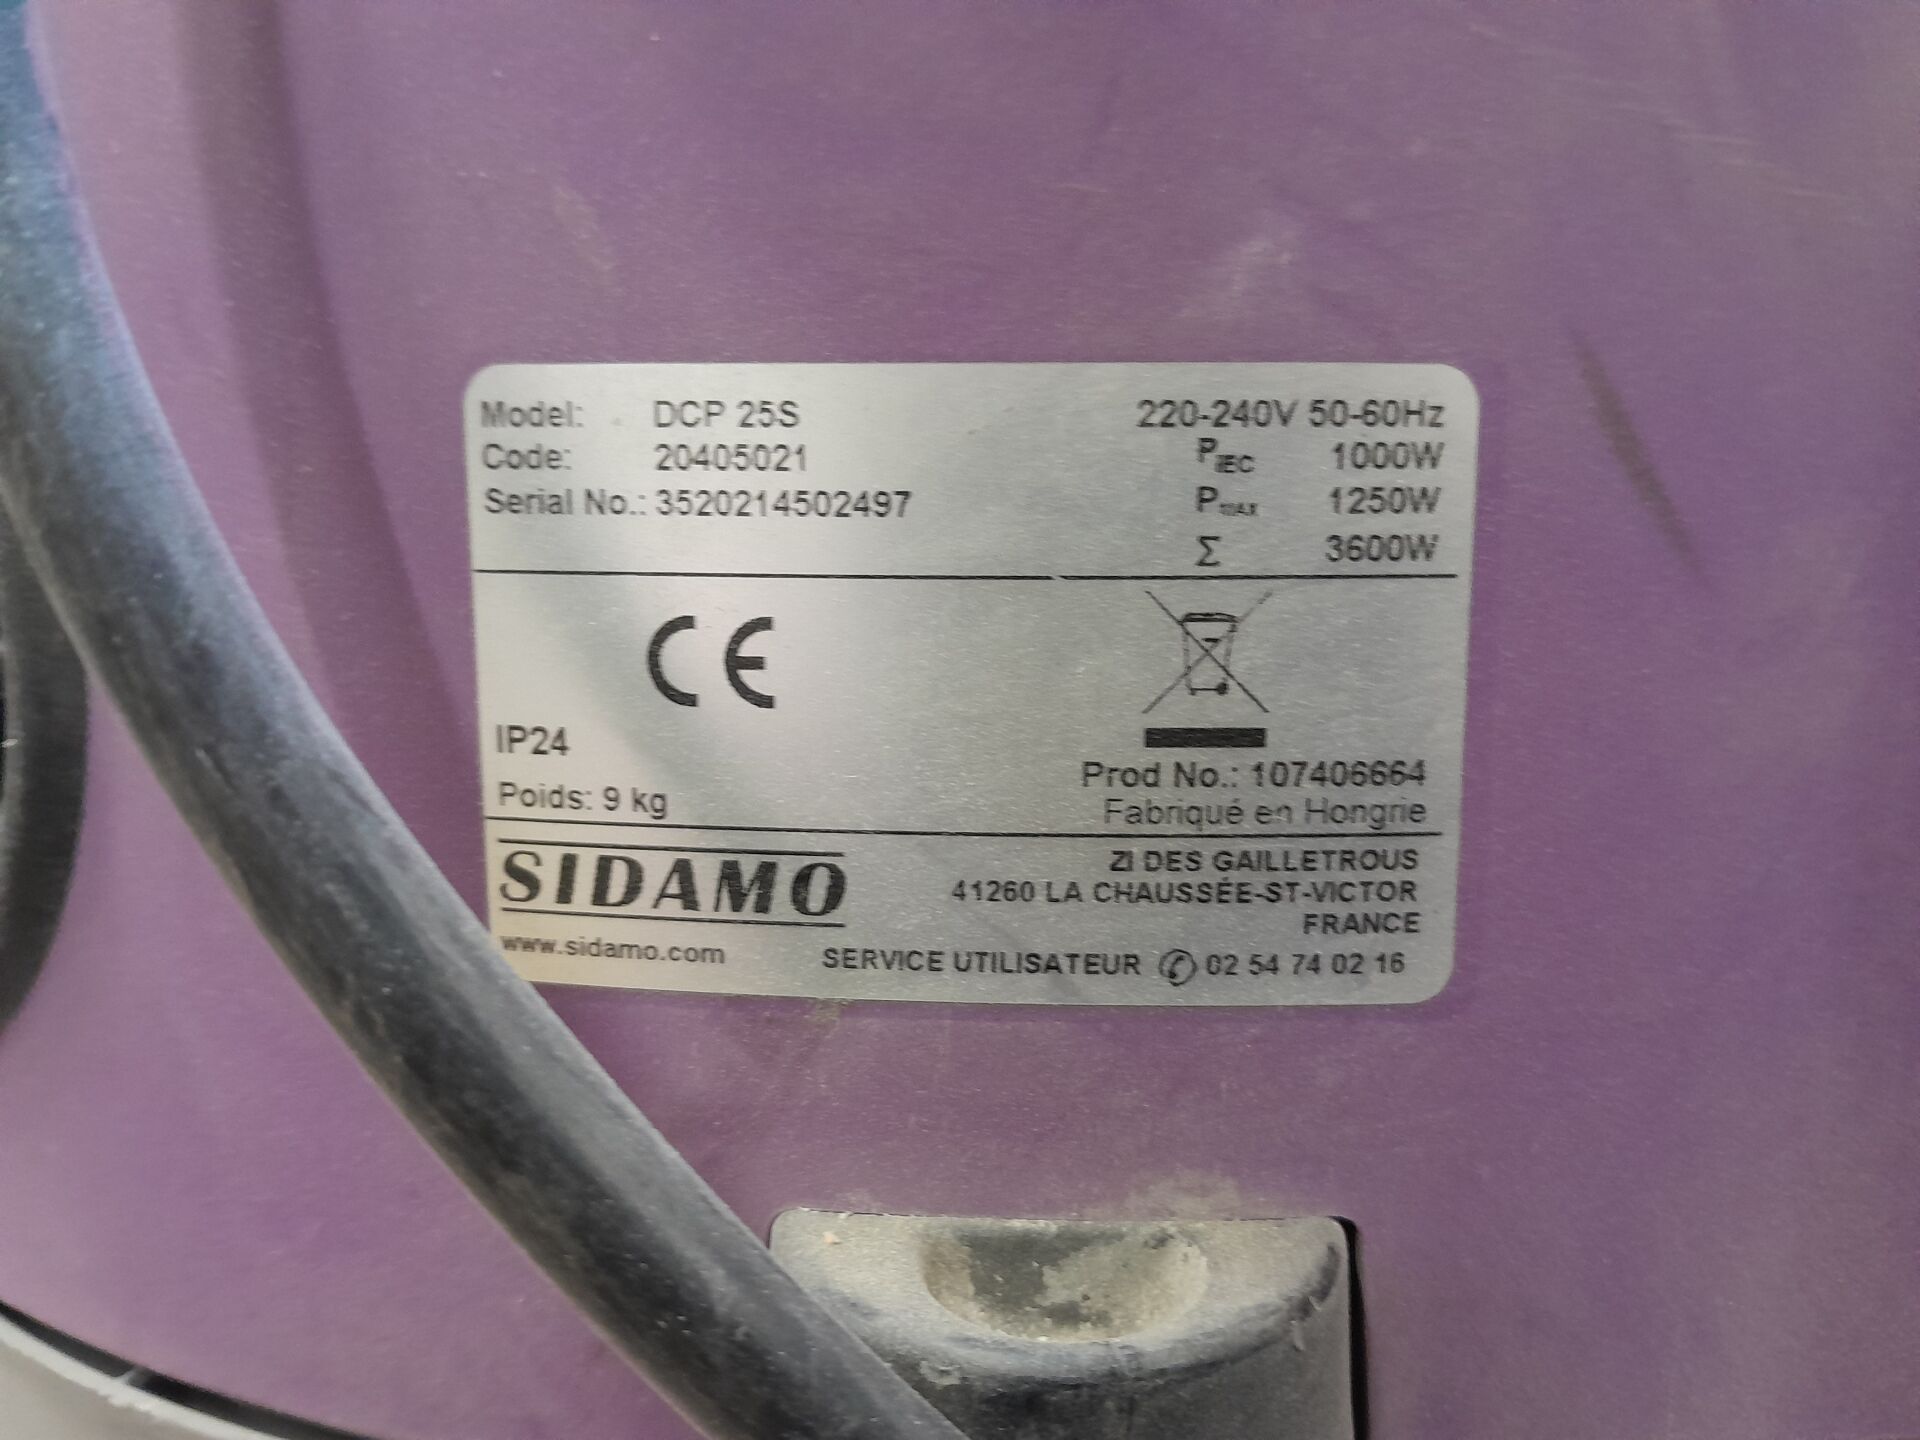 Model: DCP 25S 220-240V 50-60Hz
Code: 20405021 PIEC 1000W
Serial No.: 3520214502497 PMAX 1250W
Σ 3600W
CE
IP24
Poids: 9 kg
Prod No.: 107406664
Fabriqué en Hongrie
SIDAMO
www.sidamo.com
ZI DES GAILLETROUS
41260 LA CHAUSSÉE-ST-VICTOR
FRANCE
SERVICE UTILISATEUR ✆ 02 54 74 02 16